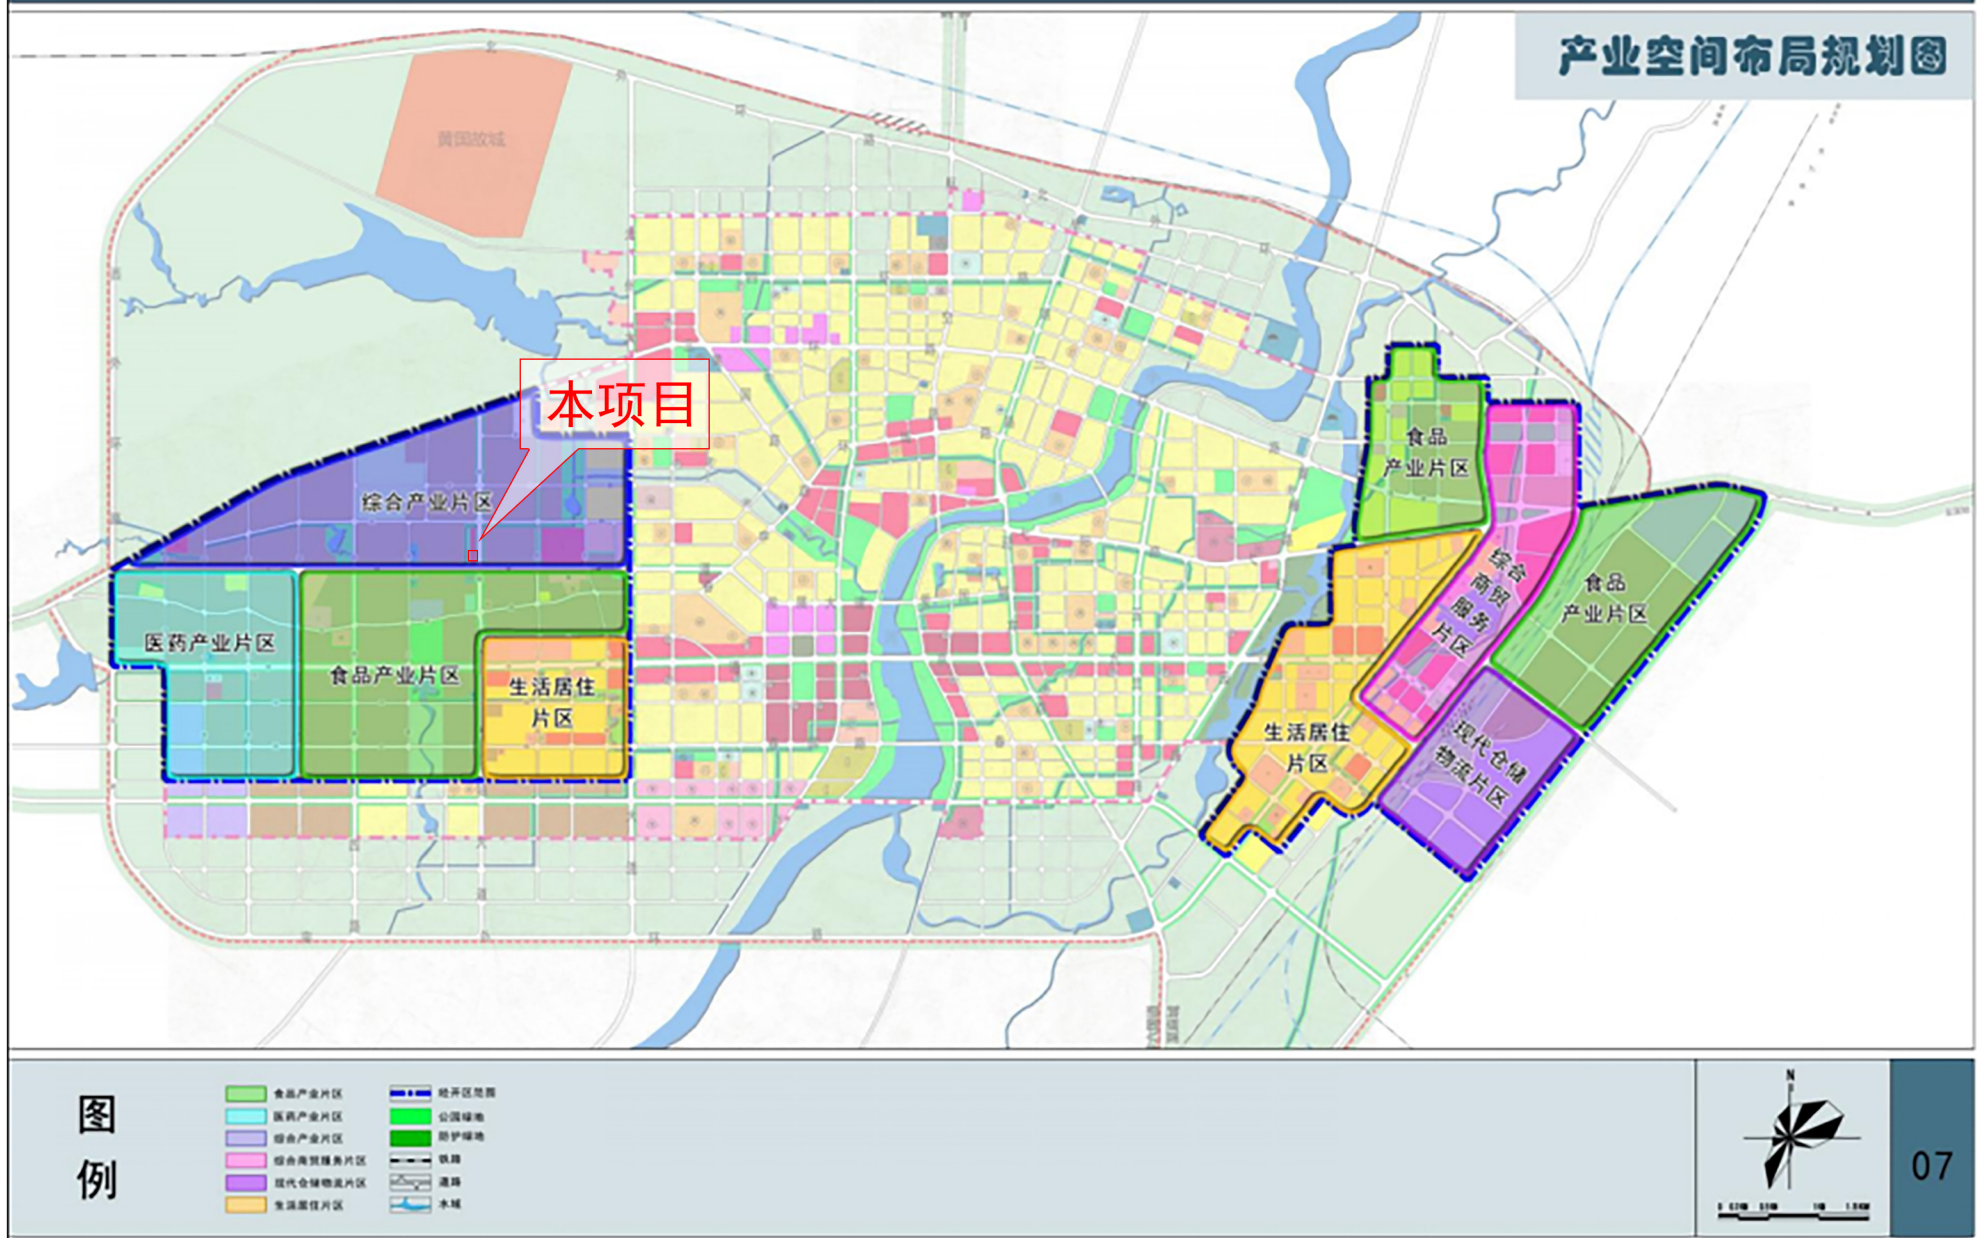 产业空间布局规划图
黄国故城
本项目
综合产业片区
医药产业片区
食品产业片区
生活居住
片区
食品
产业片区
综合
商贸
服务
片区
食品
产业片区
生活居住
片区
现代仓储
物流片区
图
例
食品产业片区
医药产业片区
综合产业片区
综合商贸服务片区
现代仓储物流片区
生活居住片区
经开区范围
公园绿地
防护绿地
铁路
道路
水域
N
07